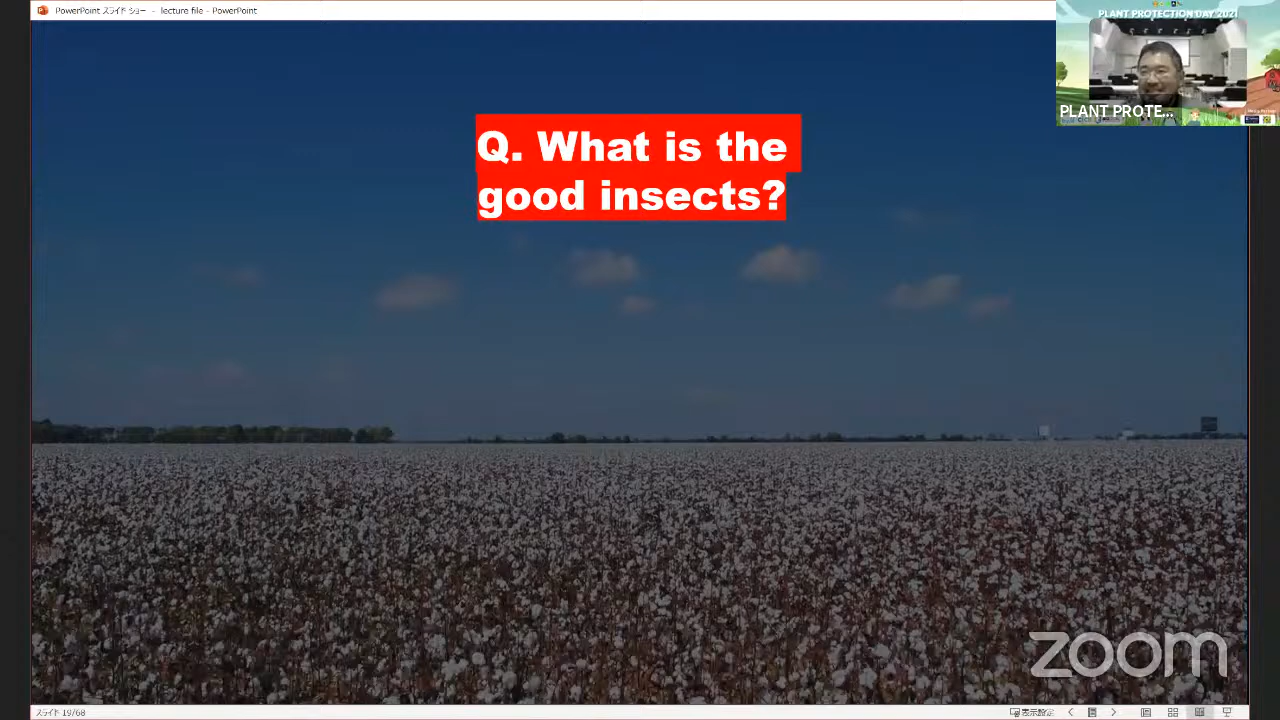 PowerPoint スライド ショー - lecture file - PowerPoint
PLANT PROTECTION DAY 2021
PLANT PROTE...
Q. What is the
good insects?
zoom
スライド 19/68
表示設定